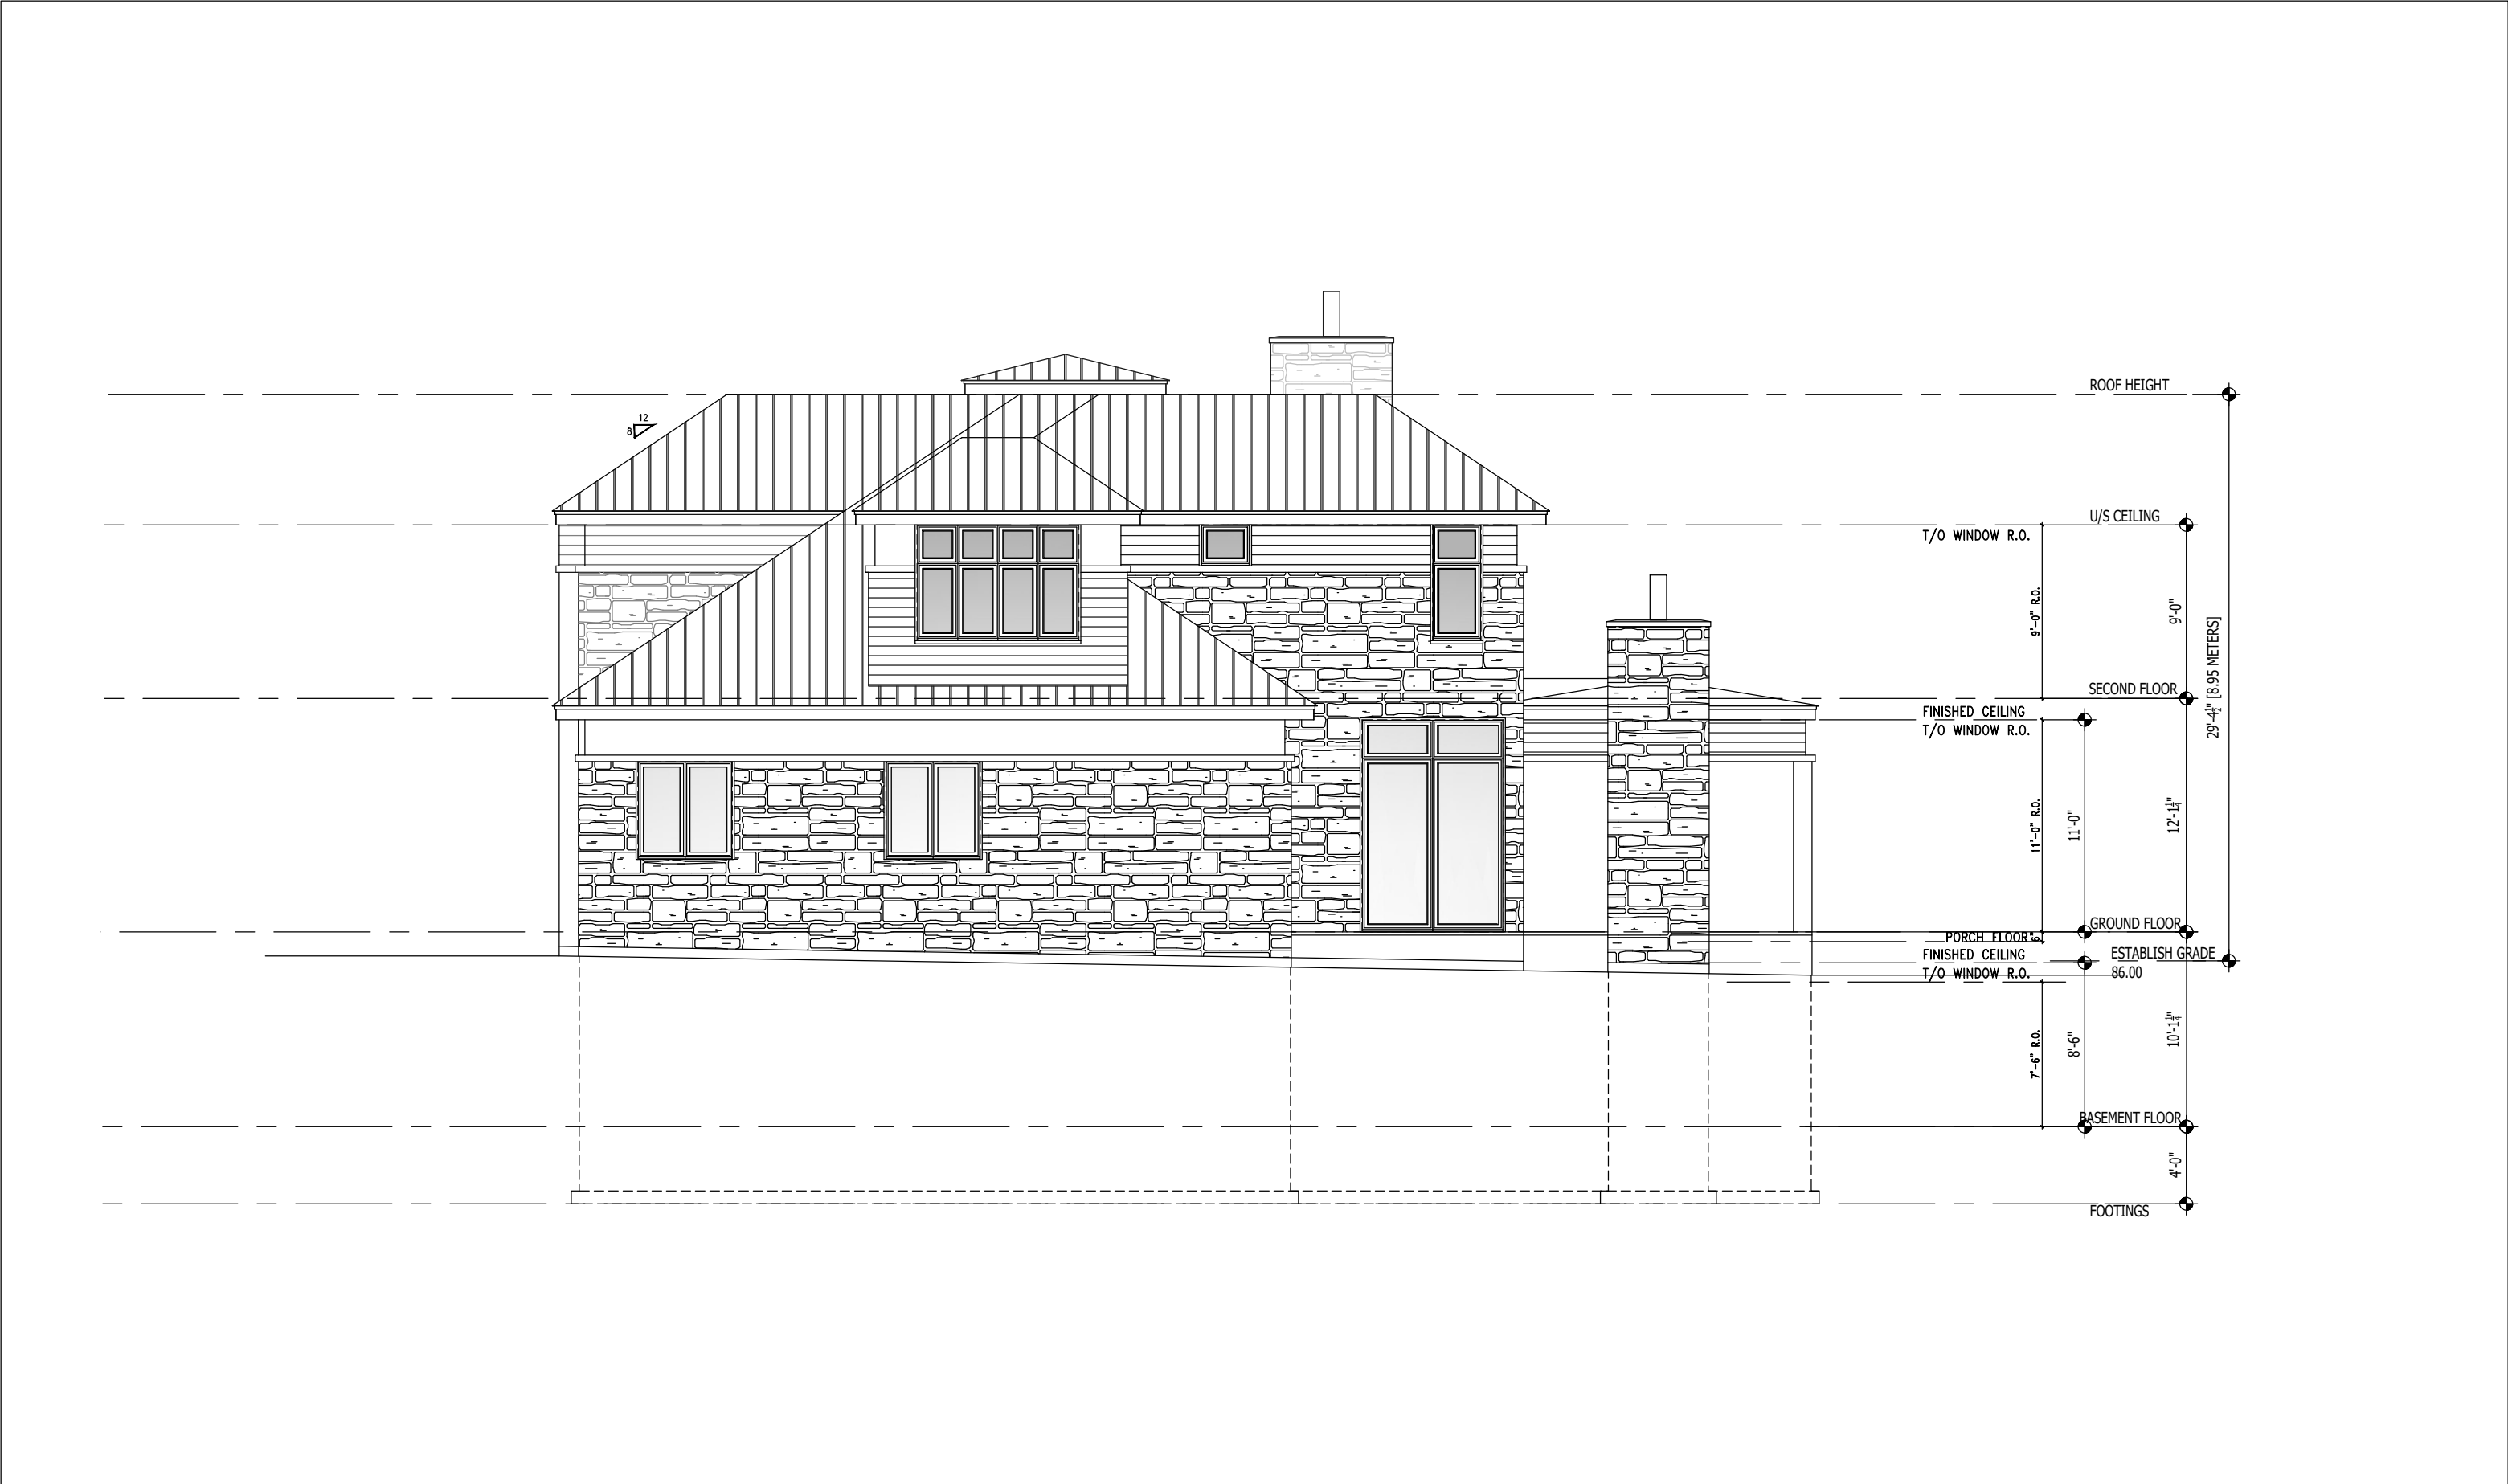 ROOF HEIGHT
12
8
U/S CEILING
T/O WINDOW R.O.
9'-0" R.O.
9'-0"
29'-4½" [8.95 METERS]
SECOND FLOOR
FINISHED CEILING
T/O WINDOW R.O.
11'-0" R.O.
11'-0"
12'-1¼"
GROUND FLOOR
PORCH FLOOR
6"
FINISHED CEILING
ESTABLISH GRADE
T/O WINDOW R.O.
86.00
7'-6" R.O.
8'-6"
10'-1¼"
BASEMENT FLOOR
4'-0"
FOOTINGS